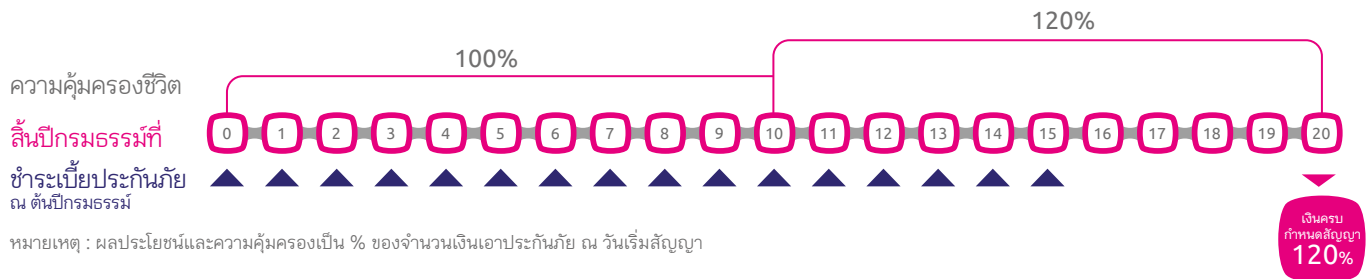 120%
100%
ความคุ้มครองชีวิต
สิ้นปีกรมธรรม์ที่ 0 1 2 3 4 5 6 7 8 9 10 11 12 13 14 15 16 17 18 19 20
ชำระเบี้ยประกันภัย
ณ ต้นปีกรมธรรม์
เงินครบ
กำหนดสัญญา
120%
หมายเหตุ : ผลประโยชน์และความคุ้มครองเป็น % ของจำนวนเงินเอาประกันภัย ณ วันเริ่มสัญญา